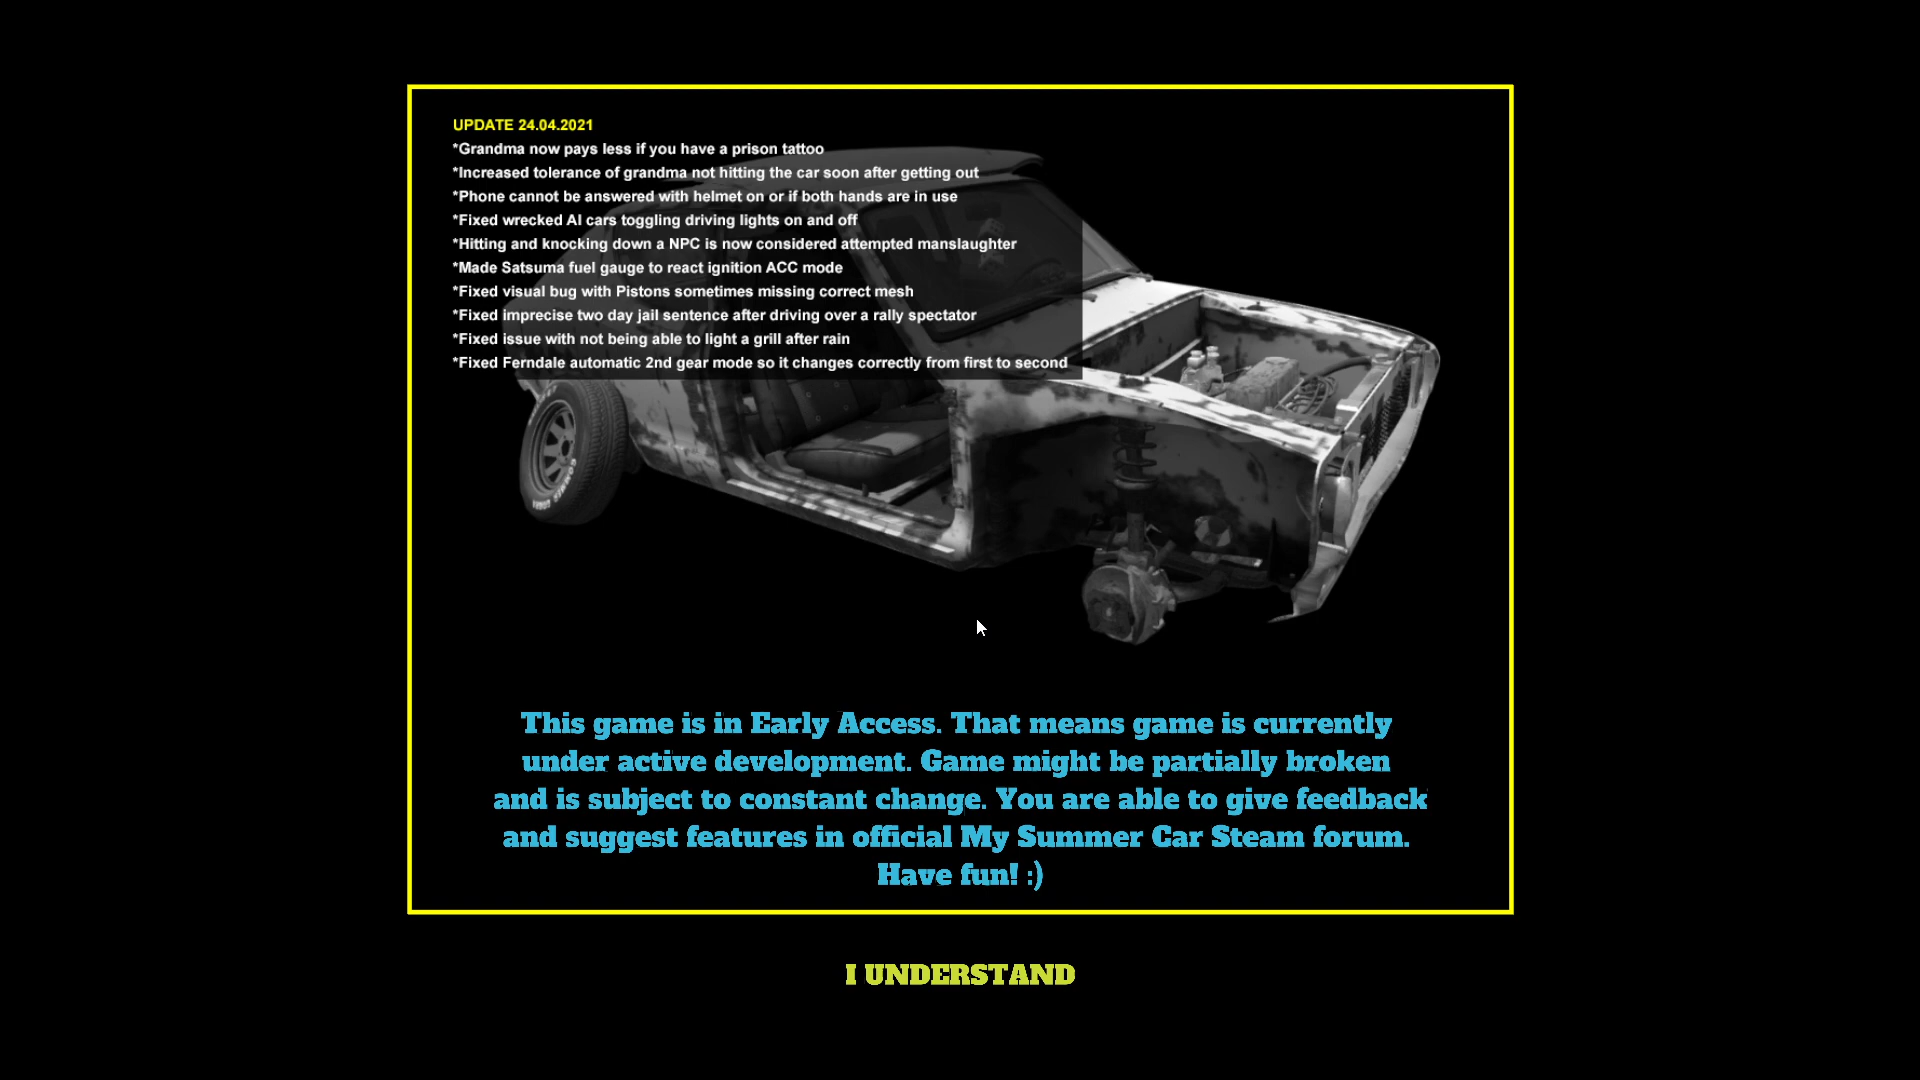 UPDATE 24.04.2021
*Grandma now pays less if you have a prison tattoo
*Increased tolerance of grandma not hitting the car soon after getting out
*Phone cannot be answered with helmet on or if both hands are in use
*Fixed wrecked AI cars toggling driving lights on and off
*Hitting and knocking down a NPC is now considered attempted manslaughter
*Made Satsuma fuel gauge to react ignition ACC mode
*Fixed visual bug with Pistons sometimes missing correct mesh
*Fixed imprecise two day jail sentence after driving over a rally spectator
*Fixed issue with not being able to light a grill after rain
*Fixed Ferndale automatic 2nd gear mode so it changes correctly from first to second
This game is in Early Access. That means game is currently
under active development. Game might be partially broken
and is subject to constant change. You are able to give feedback
and suggest features in official My Summer Car Steam forum.
Have fun! :)
I UNDERSTAND